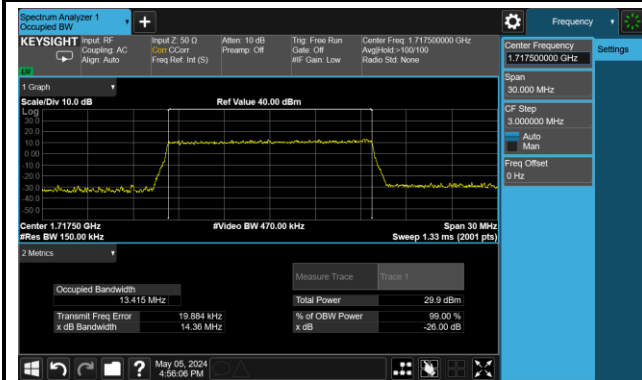 Spectrum Analyzer 1
Occupied BW
+
Frequency
KEYSIGHT
Input: RF
Coupling: AC
Align: Auto
Input Z: 50 Ω
Corr CCorr
Freq Ref: Int (S)
Atten: 10 dB
Preamp: Off
Trig: Free Run
Gate: Off
#IF Gain: Low
Center Freq: 1.717500000 GHz
Avg|Hold:>100/100
Radio Std: None
Center Frequency
1.717500000 GHz
Settings
Span
30.000 MHz
CF Step
3.000000 MHz
Auto
Man
Freq Offset
0 Hz
1 Graph
Scale/Div 10.0 dB
Ref Value 40.00 dBm
Log
30.0
20.0
10.0
0.00
-10.0
-20.0
-30.0
-40.0
-50.0
Center 1.71750 GHz
#Video BW 470.00 kHz
Span 30 MHz
#Res BW 150.00 kHz
Sweep 1.33 ms (2001 pts)
2 Metrics
Measure Trace
Trace 1
Occupied Bandwidth
13.415 MHz
Total Power
29.9 dBm
Transmit Freq Error
19.884 kHz
% of OBW Power
99.00 %
x dB Bandwidth
14.36 MHz
x dB
-26.00 dB
?
May 05, 2024
4:56:06 PM